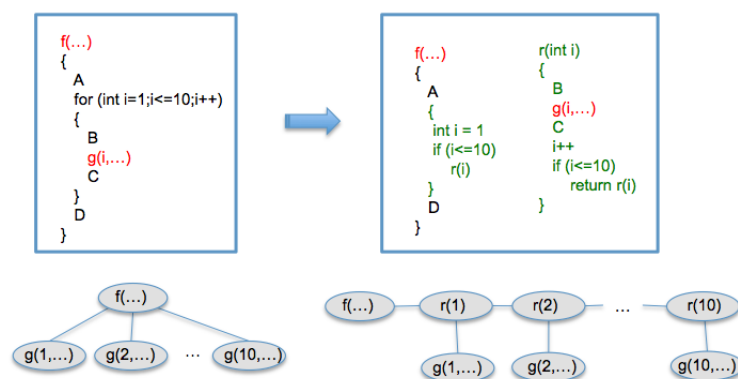 f(...)
{
A
for (int i=1;i<=10;i++)
{
B
g(i,...)
C
}
D
}
f(...)
{
A
{
int i = 1
if (i<=10)
r(i)
}
D
}
r(int i)
{
B
g(i,...)
C
i++
if (i<=10)
return r(i)
}
f(...)
g(1,...) g(2,...) ... g(10,...)
f(...) r(1) r(2) ... r(10)
g(1,...) g(2,...) g(10,...)